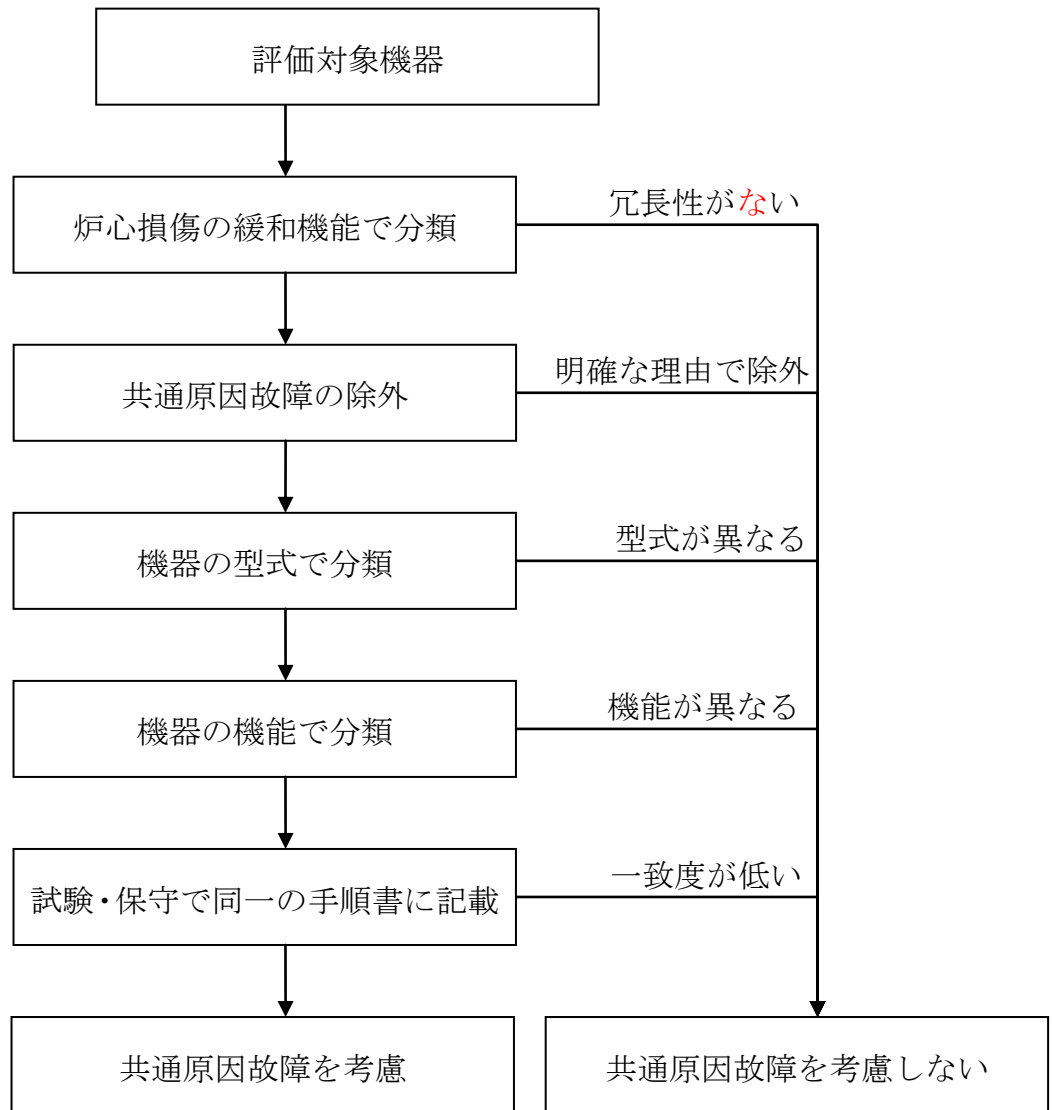 評価対象機器
炉心損傷の緩和機能で分類
冗長性がない
共通原因故障の除外
明確な理由で除外
機器の型式で分類
型式が異なる
機器の機能で分類
機能が異なる
試験・保守で同一の手順書に記載
一致度が低い
共通原因故障を考慮
共通原因故障を考慮しない